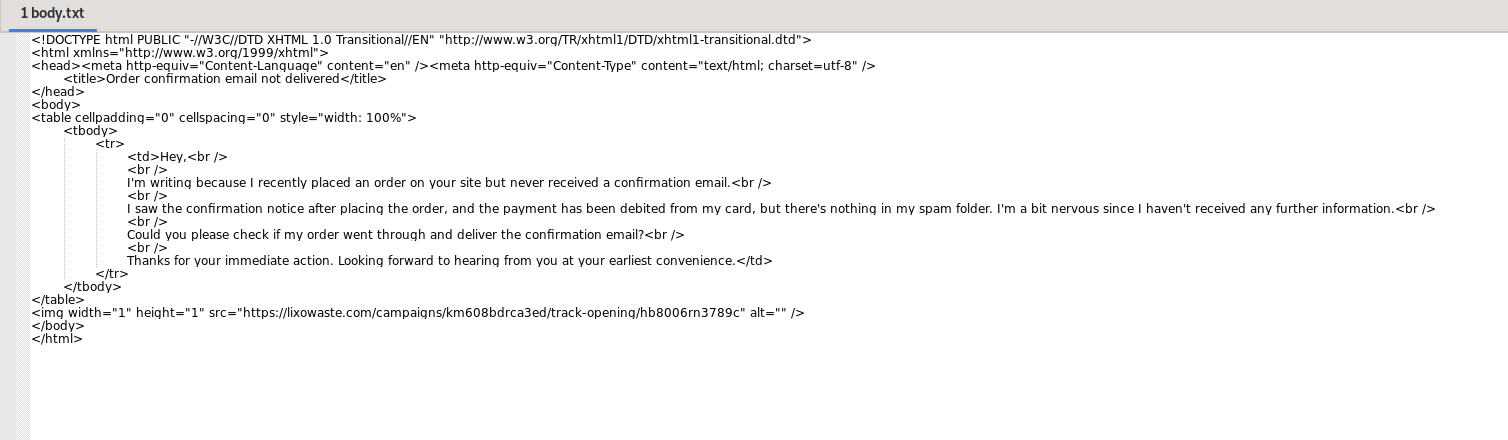 1 body.txt
<!DOCTYPE html PUBLIC "-//W3C//DTD XHTML 1.0 Transitional//EN" "http://www.w3.org/TR/xhtml1/DTD/xhtml1-transitional.dtd">
<html xmlns="http://www.w3.org/1999/xhtml">
<head><meta http-equiv="Content-Language" content="en" /><meta http-equiv="Content-Type" content="text/html; charset=utf-8" />
<title>Order confirmation email not delivered</title>
</head>
<body>
<table cellpadding="0" cellspacing="0" style="width: 100%">
<tbody>
<tr>
<td>Hey,<br />
<br />
I'm writing because I recently placed an order on your site but never received a confirmation email.<br />
<br />
I saw the confirmation notice after placing the order, and the payment has been debited from my card, but there's nothing in my spam folder. I'm a bit nervous since I haven't received any further information.<br />
<br />
Could you please check if my order went through and deliver the confirmation email?<br />
<br />
Thanks for your immediate action. Looking forward to hearing from you at your earliest convenience.</td>
</tr>
</tbody>
</table>
<img width="1" height="1" src="https://lixowaste.com/campaigns/km608bdrca3ed/track-opening/hb8006rn3789c" alt="" />
</body>
</html>